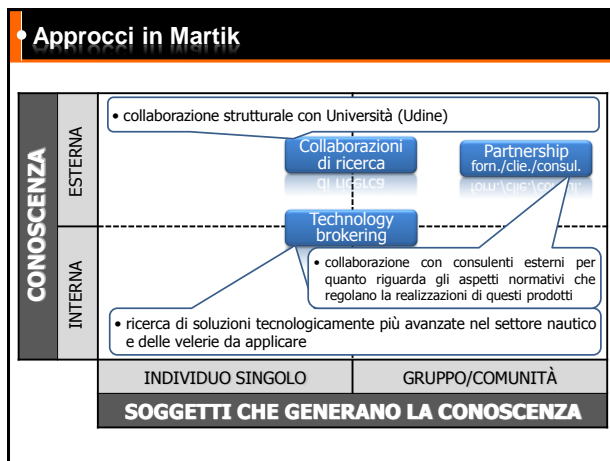 • Approcci in Martik
CONOSCENZA
ESTERNA
INTERNA
• collaborazione strutturale con Università (Udine)
Collaborazioni
di ricerca
Partnership
forn./clie./consul.
Technology
brokering
• collaborazione con consulenti esterni per
quanto riguarda gli aspetti normativi che
regolano la realizzazioni di questi prodotti
• ricerca di soluzioni tecnologicamente più avanzate nel settore nautico
e delle velerie da applicare
INDIVIDUO SINGOLO
GRUPPO/COMUNITÀ
SOGGETTI CHE GENERANO LA CONOSCENZA